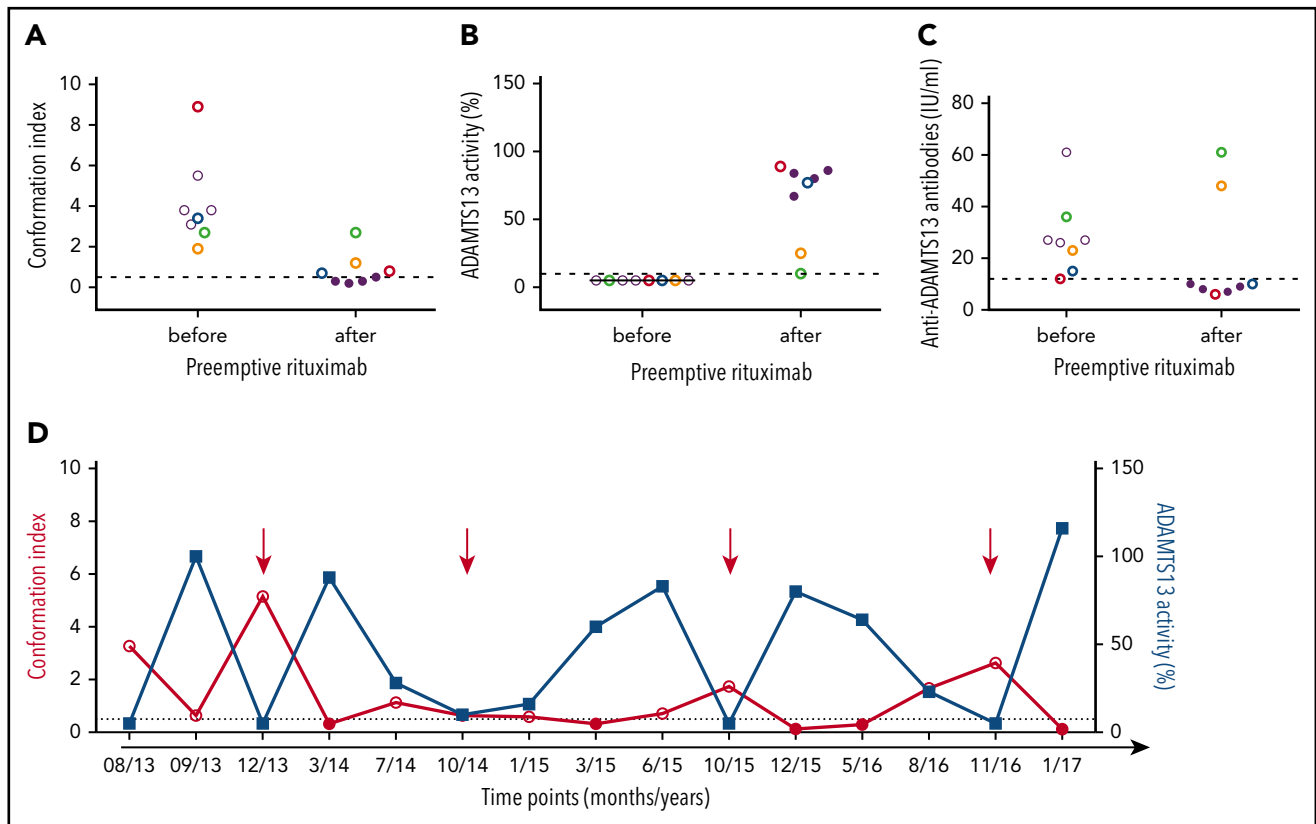 A
Conformation index
10
8
6
4
2
0
before after
Preemptive rituximab
B
ADAMTS13 activity (%)
150
100
50
0
before after
Preemptive rituximab
C
Anti-ADAMTS13 antibodies (IU/ml)
80
60
40
20
0
before after
Preemptive rituximab
D
Conformation index
10
8
6
4
2
0
150
100
50
0
ADAMTS13 activity (%)
08/13 09/13 12/13 3/14 7/14 10/14 1/15 3/15 6/15 10/15 12/15 5/16 8/16 11/16 1/17
Time points (months/years)